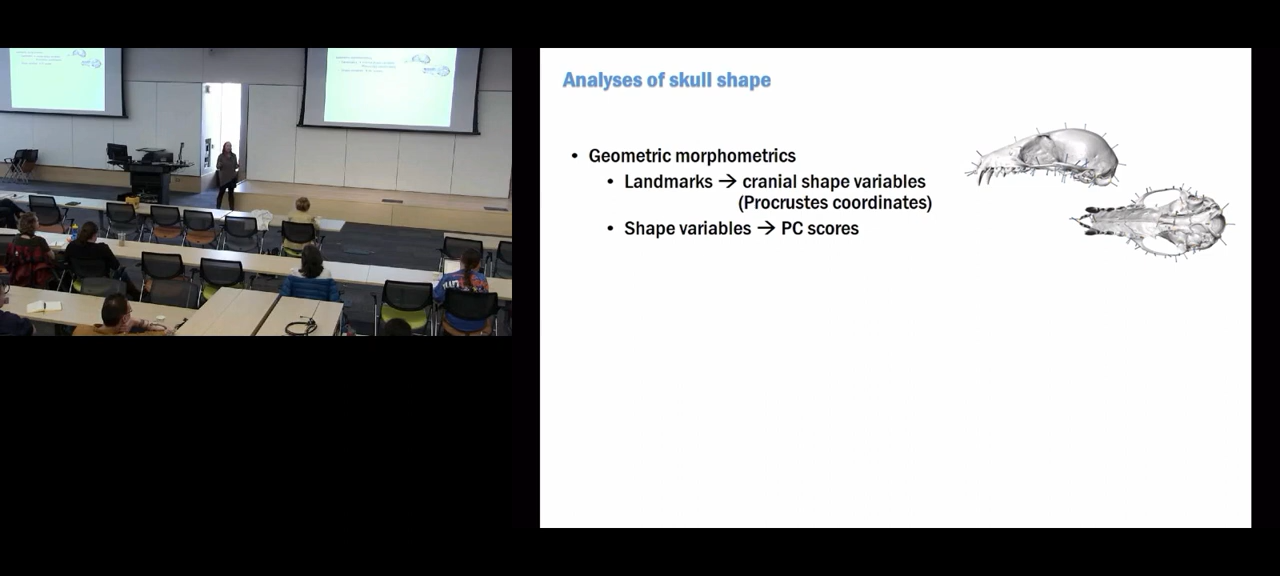 Analyses of skull shape
• Geometric morphometrics
• Landmarks → cranial shape variables
(Procrustes coordinates)
• Shape variables → PC scores